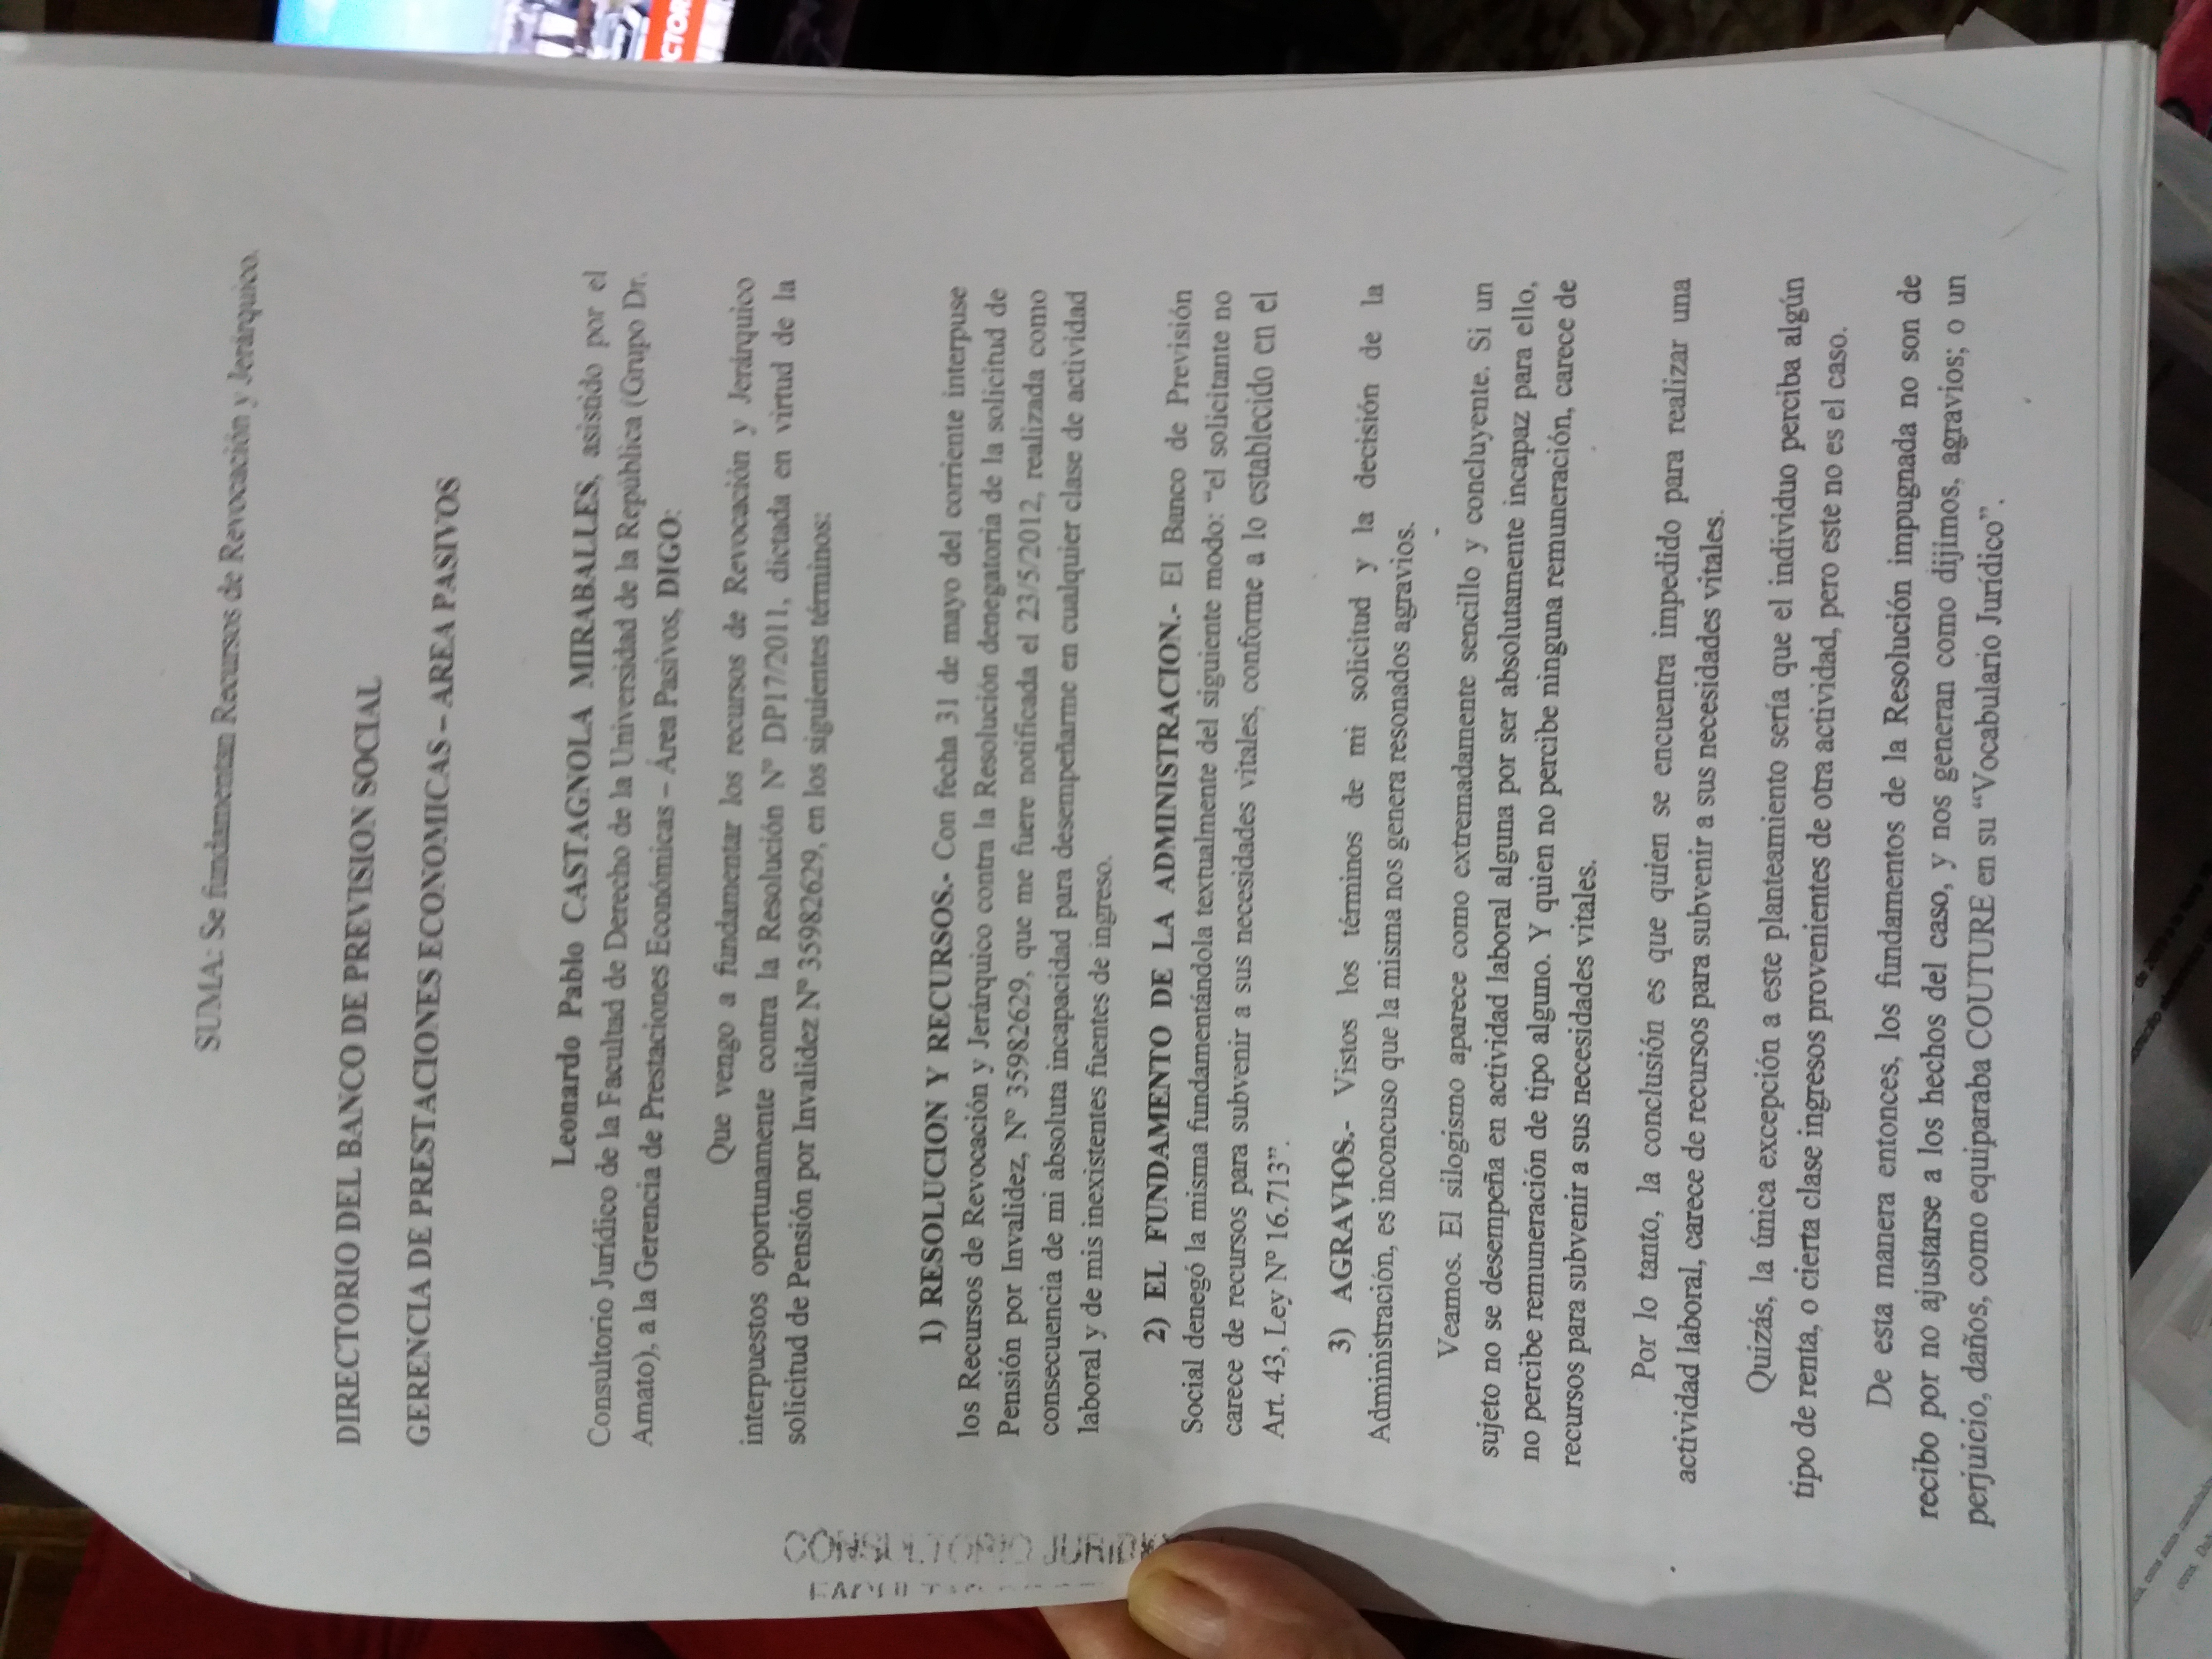 SUMA: Se fundamentan Recursos de Revocación y Jerárquico.
DIRECTORIO DEL BANCO DE PREVISION SOCIAL
GERENCIA DE PRESTACIONES ECONOMICAS – AREA PASIVOS
Leonardo Pablo CASTAGNOLA MIRABALLES, asistido por el
Consultorio Jurídico de la Facultad de Derecho de la Universidad de la República (Grupo Dr.
Amato), a la Gerencia de Prestaciones Económicas – Área Pasivos, DIGO:
Que vengo a fundamentar los recursos de Revocación y Jerárquico
interpuestos oportunamente contra la Resolución Nº DP17/2011, dictada en virtud de la
solicitud de Pensión por Invalidez Nº 35982629, en los siguientes términos:
1) RESOLUCION Y RECURSOS.- Con fecha 31 de mayo del corriente interpuse
los Recursos de Revocación y Jerárquico contra la Resolución denegatoria de la solicitud de
Pensión por Invalidez, Nº 35982629, que me fuere notificada el 23/5/2012, realizada como
consecuencia de mi absoluta incapacidad para desempeñarme en cualquier clase de actividad
laboral y de mis inexistentes fuentes de ingreso.
2) EL FUNDAMENTO DE LA ADMINISTRACION.- El Banco de Previsión
Social denegó la misma fundamentándola textualmente del siguiente modo: “el solicitante no
carece de recursos para subvenir a sus necesidades vitales, conforme a lo establecido en el
Art. 43, Ley Nº 16.713”.
3) AGRAVIOS.- Vistos los términos de mi solicitud y la decisión de la
Administración, es inconcuso que la misma nos genera resonados agravios.
Veamos. El silogismo aparece como extremadamente sencillo y concluyente. Si un
sujeto no se desempeña en actividad laboral alguna por ser absolutamente incapaz para ello,
no percibe remuneración de tipo alguno. Y quien no percibe ninguna remuneración, carece de
recursos para subvenir a sus necesidades vitales.
Por lo tanto, la conclusión es que quien se encuentra impedido para realizar una
actividad laboral, carece de recursos para subvenir a sus necesidades vitales.
Quizás, la única excepción a este planteamiento sería que el individuo perciba algún
tipo de renta, o cierta clase ingresos provenientes de otra actividad, pero este no es el caso.
De esta manera entonces, los fundamentos de la Resolución impugnada no son de
recibo por no ajustarse a los hechos del caso, y nos generan como dijimos, agravios; o un
perjuicio, daños, como equiparaba COUTURE en su “Vocabulario Jurídico”.